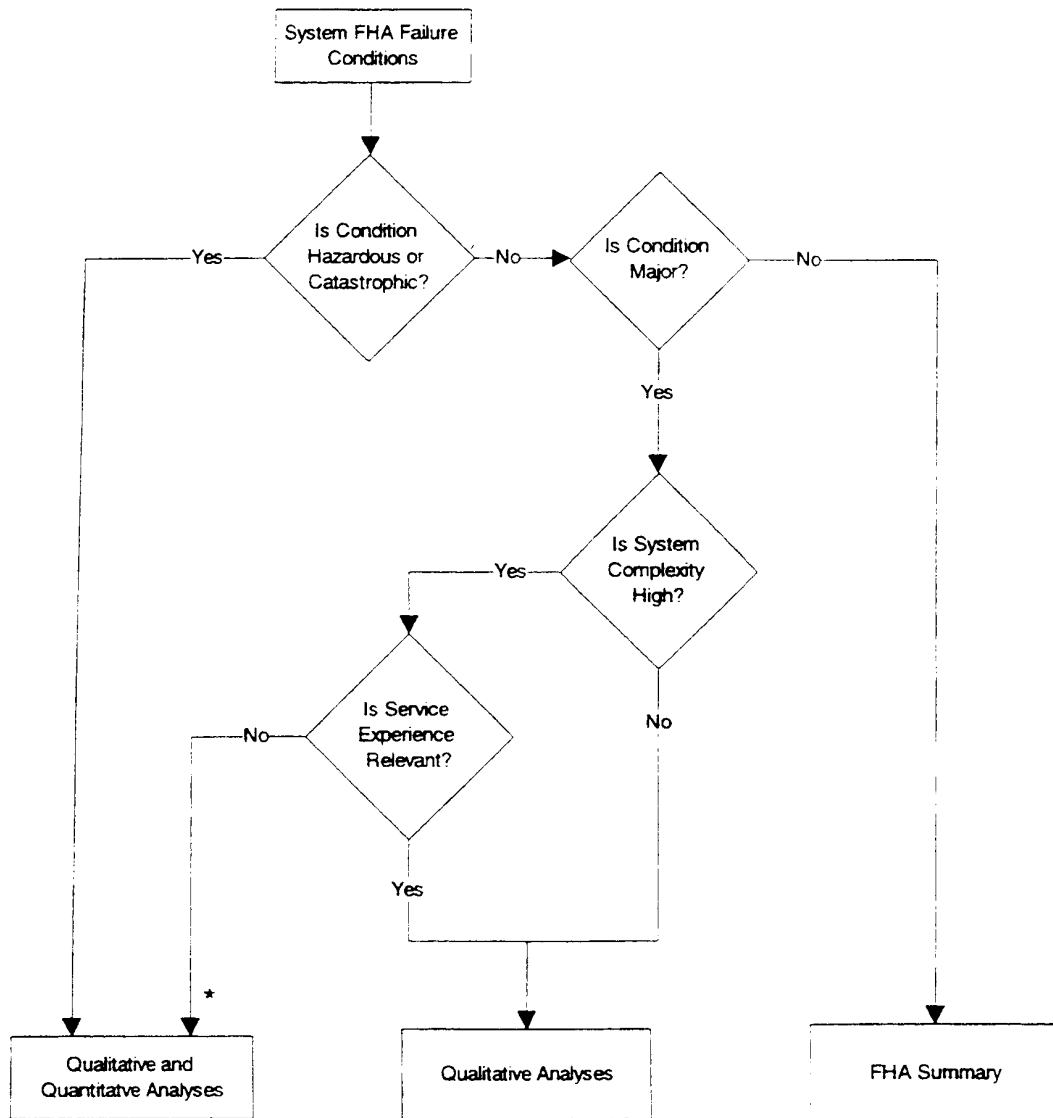 System FHA Failure
Conditions
Is Condition
Hazardous or
Catastrophic?
Yes
No
Is Condition
Major?
No
Yes
Is System
Complexity
High?
Yes
No
Is Service
Experience
Relevant?
No
Yes
*
Qualitative and
Quantitatve Analyses
Qualitative Analyses
FHA Summary